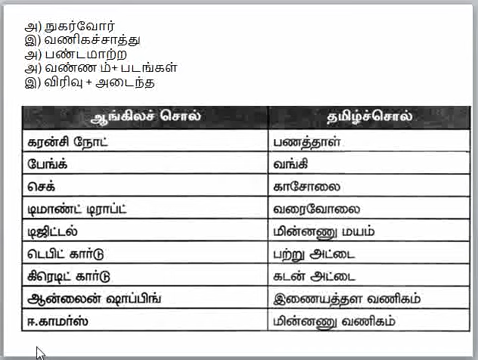 அ) நுகர்வோர்
இ) வணிகச்சாத்து
அ) பண்டமாற்ற
அ) வண்ண ம்+ படங்கள்
இ) விரிவு + அடைந்த
ஆங்கிலச் சொல் தமிழ்ச்சொல்
கரன்சி நோட் பணத்தாள்
பேங்க் வங்கி
செக் காசோலை
டிமாண்ட் டிராப்ட் வரைவோலை
டிஜிட்டல் மின்னணு மயம்
டெபிட் கார்டு பற்று அட்டை
கிரெடிட் கார்டு கடன் அட்டை
ஆன்லைன் ஷாப்பிங் இணையத்தள வணிகம்
ஈ.காமர்ஸ் மின்னணு வணிகம்